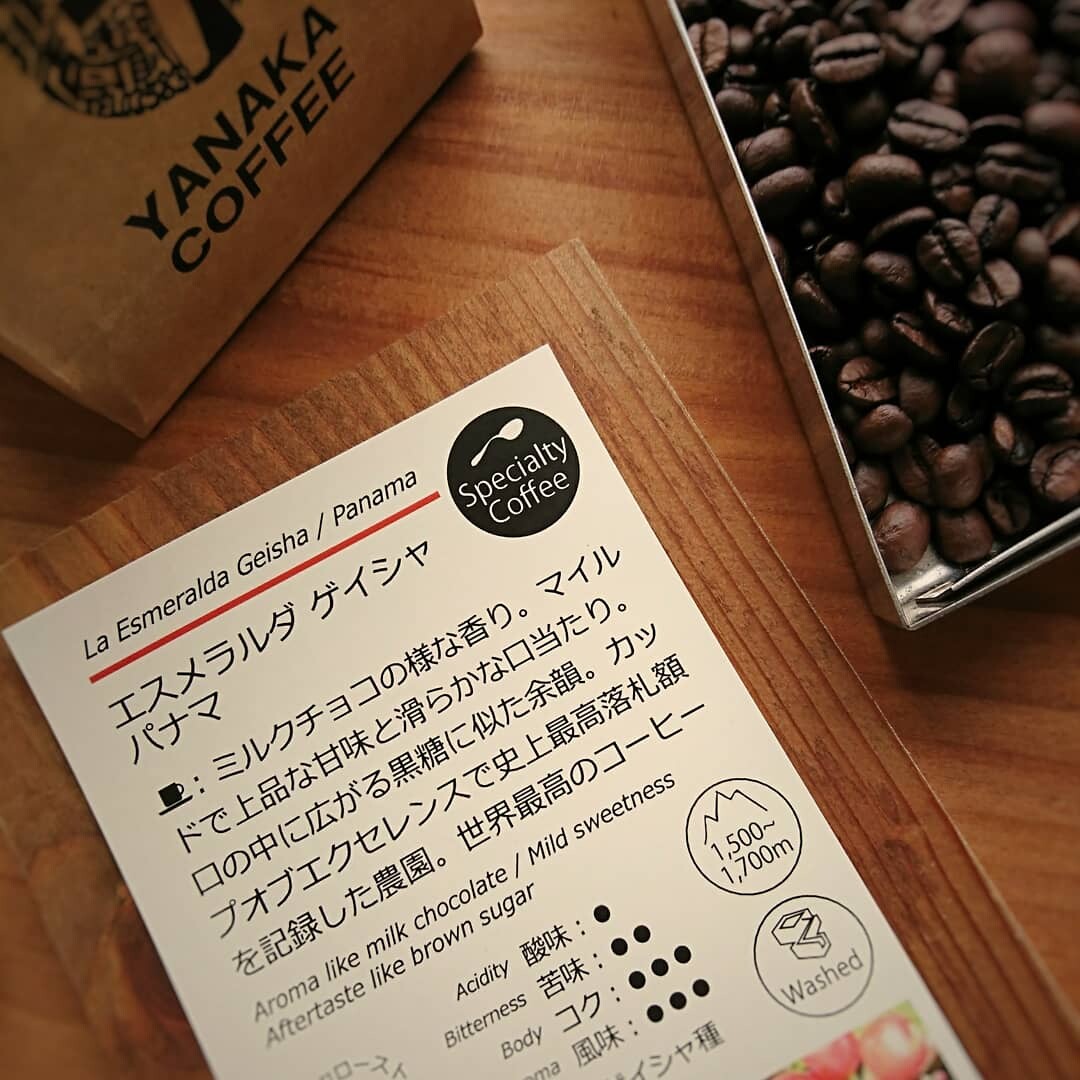 YANAKA
COFFEE
Specialty
Coffee
La Esmeralda Geisha / Panama
エスメラルダ ゲイシャ
パナマ
：ミルクチョコの様な香り。マイル
ドで上品な甘味と滑らかな口当たり。
口の中に広がる黒糖に似た余韻。カッ
プオブエクセレンスで史上最高落札額
を記録した農園。世界最高のコーヒー
Aroma like milk chocolate / Mild sweetness
Aftertaste like brown sugar
1,500~
1,700m
Washed
Acidity 酸味：●
Bitterness 苦味：●●
Body コク：●●●
風味：●●●
イシャ種